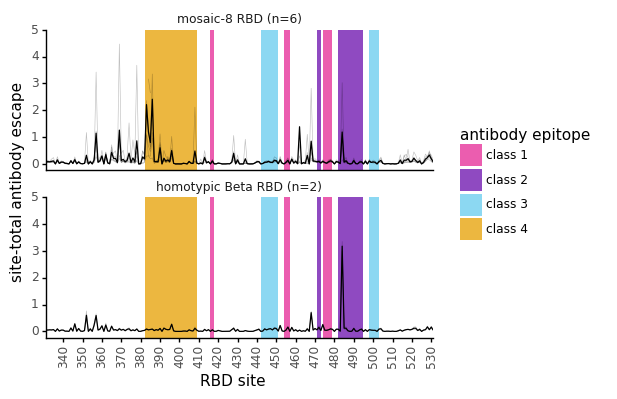 mosaic-8 RBD (n=6)
5
4
3
2
1
0
homotypic Beta RBD (n=2)
5
4
3
2
1
0
340 350 360 370 380 390 400 410 420 430 440 450 460 470 480 490 500 510 520 530
RBD site
site-total antibody escape
antibody epitope
class 1
class 2
class 3
class 4